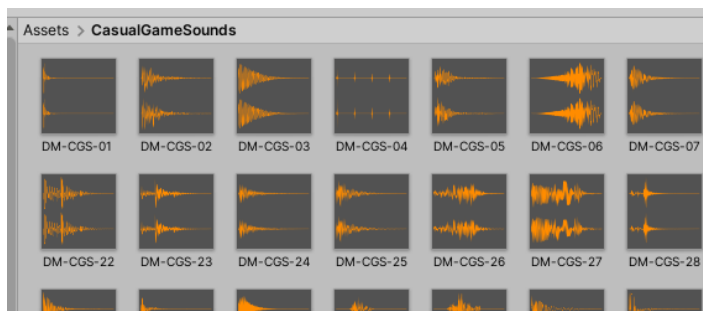 Assets > CasualGameSounds
DM-CGS-01 DM-CGS-02 DM-CGS-03 DM-CGS-04 DM-CGS-05 DM-CGS-06 DM-CGS-07
DM-CGS-22 DM-CGS-23 DM-CGS-24 DM-CGS-25 DM-CGS-26 DM-CGS-27 DM-CGS-28